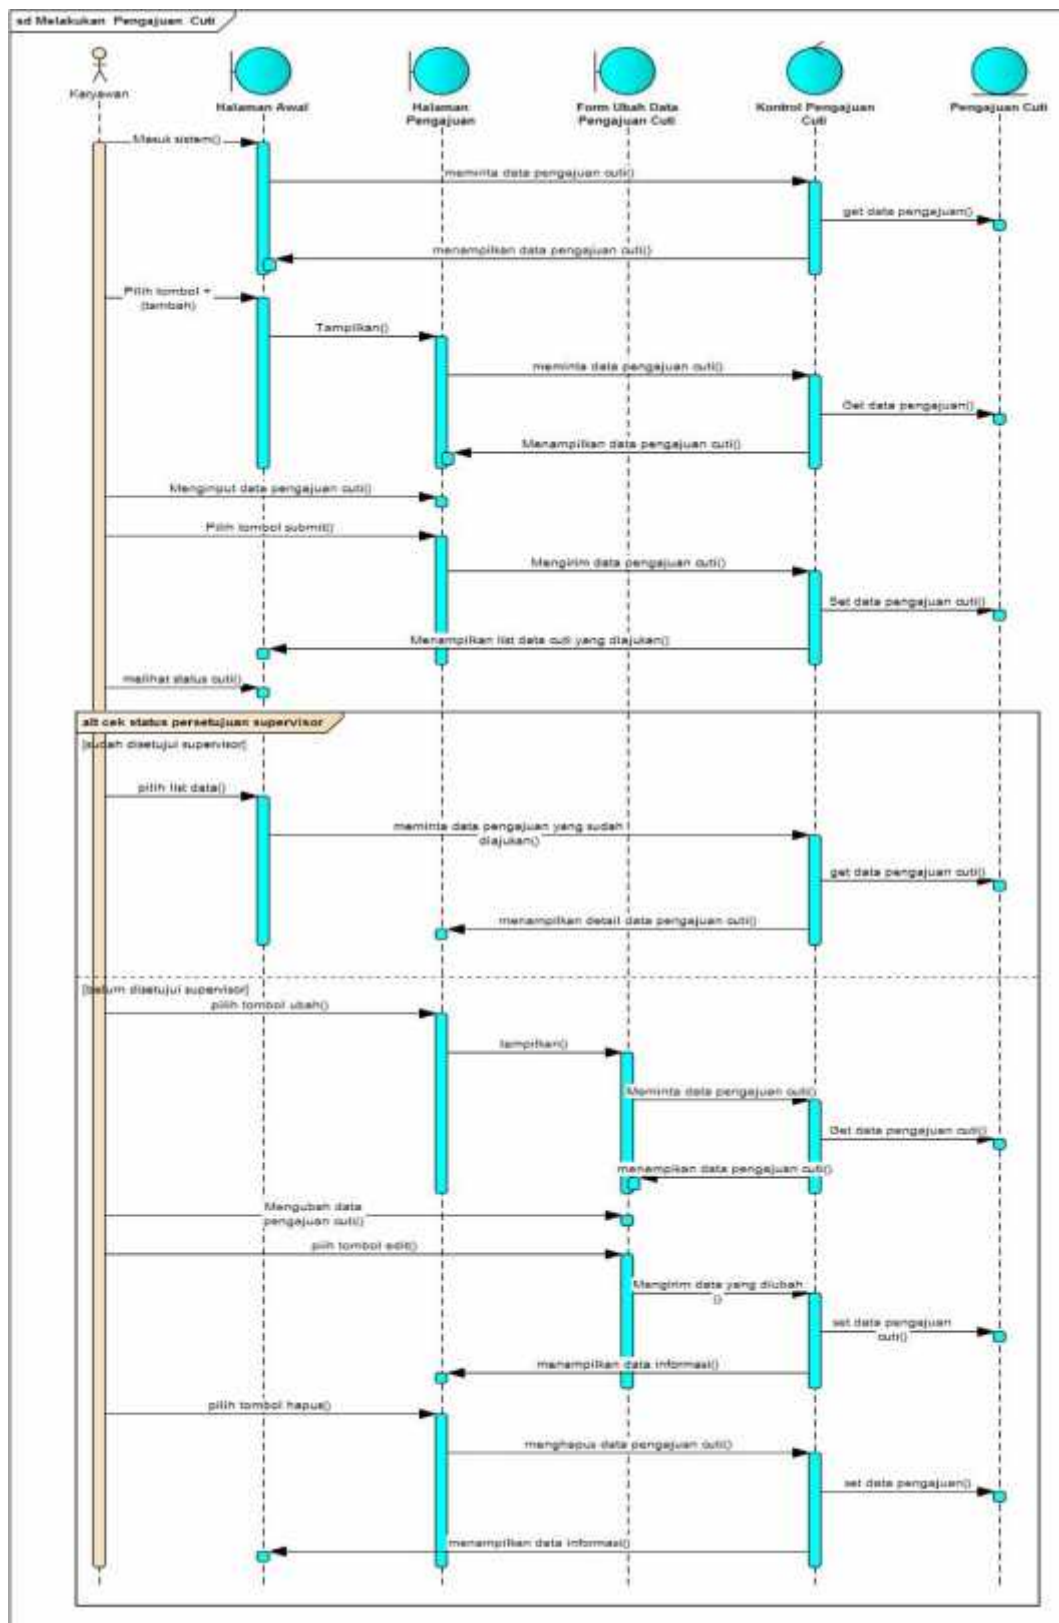 sd Melakukan Pengajuan Cuti
Karyawan
Halaman Awal
Halaman
Pengajuan
Form Ubah Data
Pengajuan Cuti
Kontrol Pengajuan
Cuti
Pengajuan Cuti
Masuk sistem()
meminta data pengajuan cuti()
get data pengajuan()
menampilkan data pengajuan cuti()
Pilih tombol +
(tambah)
Tampilkan()
meminta data pengajuan cuti()
Get data pengajuan()
Menampilkan data pengajuan cuti()
Menginput data pengajuan cuti()
Pilih tombol submit()
Mengirim data pengajuan cuti()
Set data pengajuan cuti()
Menampilkan list data cuti yang diajukan()
melihat status cuti()
alt cek status persetujuan supervisor
[sudah disetujui supervisor]
pilih list data()
meminta data pengajuan yang sudah
diajukan()
get data pengajuan cuti()
menampilkan detail data pengajuan cuti()
[belum disetujui supervisor]
pilih tombol ubah()
tampilkan()
Meminta data pengajuan cuti()
Get data pengajuan cuti()
menampikan data pengajuan cuti()
Mengubah data
pengajuan cuti()
piih tombol edit()
Mengirim data yang diubah
()
set data pengajuan
cuti()
menampilkan data informasi()
pilih tombol hapus()
menghapus data pengajuan cuti()
set data pengajuan()
menampilkan data informasi()